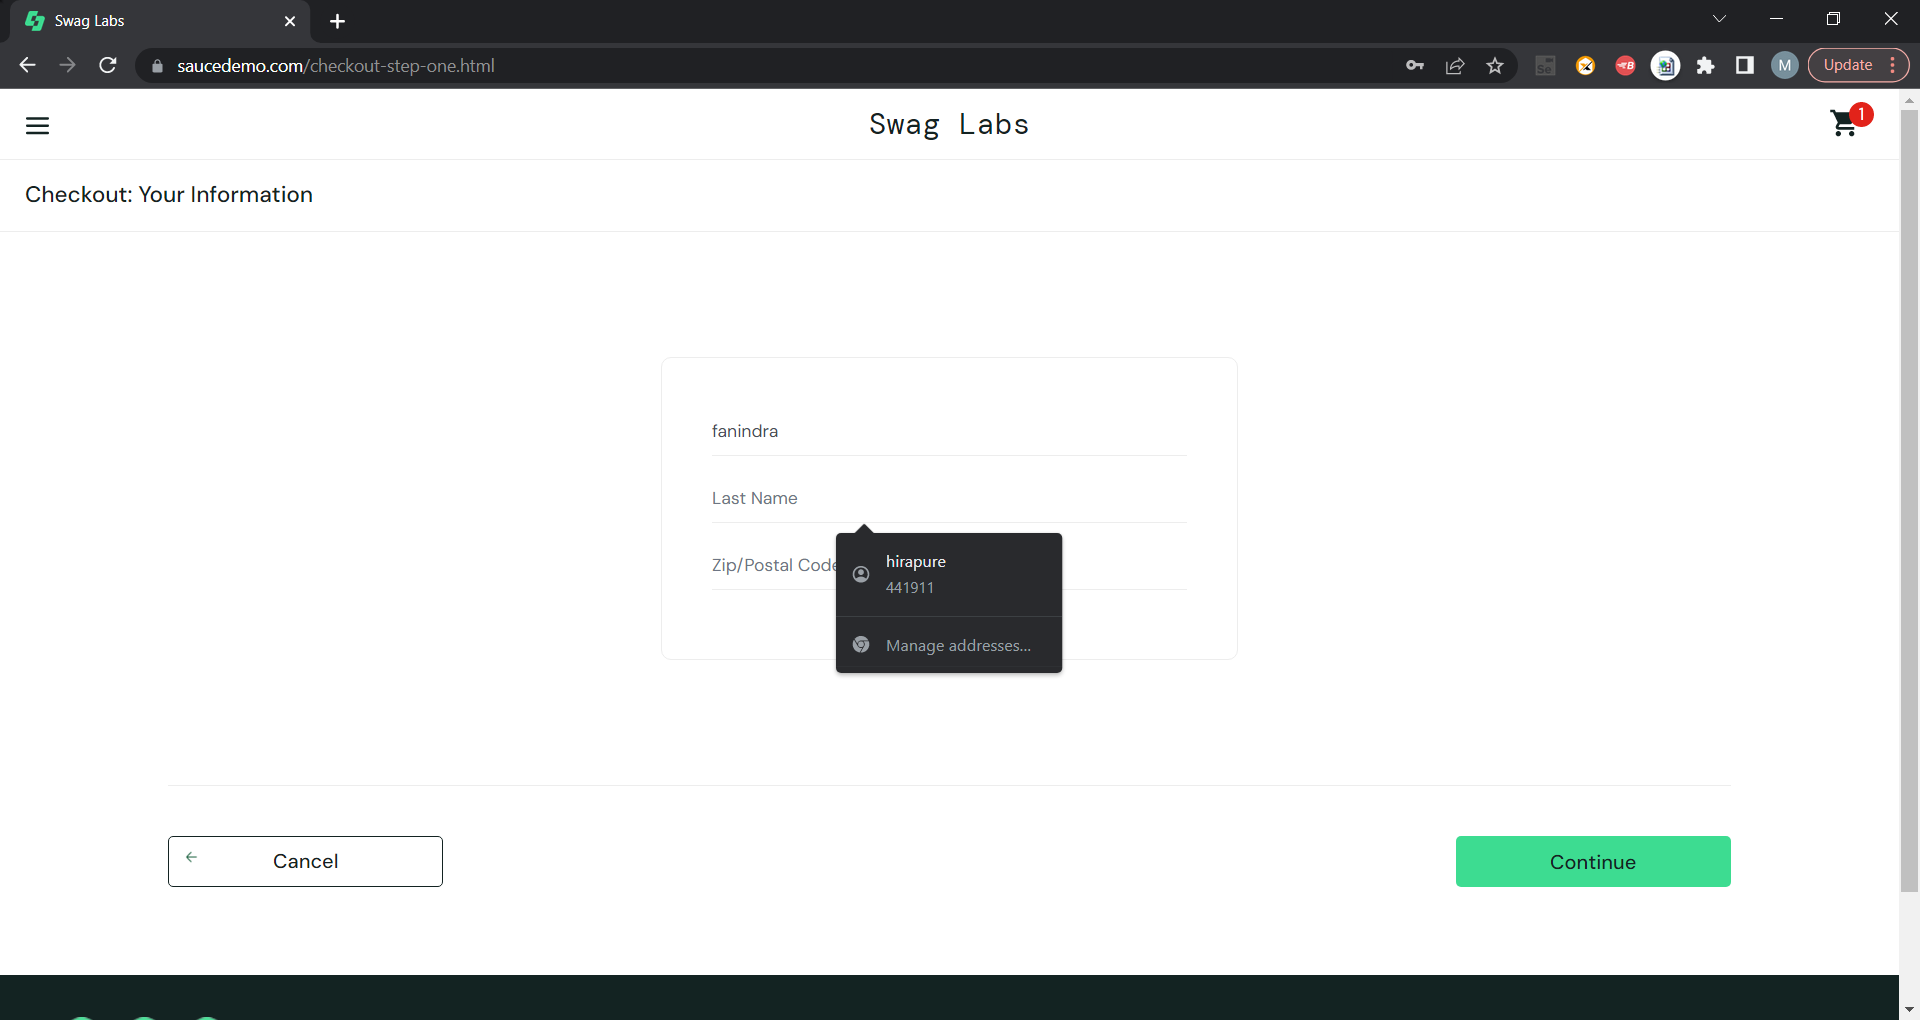 Swag Labs
saucedemo.com/checkout-step-one.html
Se
B
M
Update
Swag Labs
1
Checkout: Your Information
fanindra
Last Name
Zip/Postal Code
hirapure
441911
Manage addresses...
Cancel
Continue